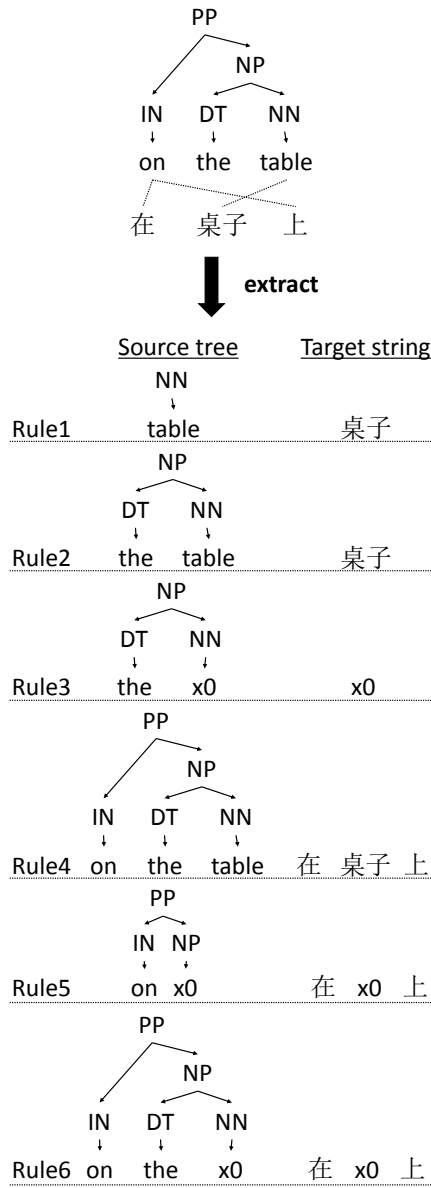 PP
NP
IN DT NN
on the table
在 桌子 上
extract
Source tree Target string
NN
Rule1 table 桌子
NP
DT NN
Rule2 the table 桌子
NP
DT NN
Rule3 the x0 x0
PP
NP
IN DT NN
Rule4 on the table 在 桌子 上
PP
IN NP
Rule5 on x0 在 x0 上
PP
NP
IN DT NN
Rule6 on the x0 在 x0 上